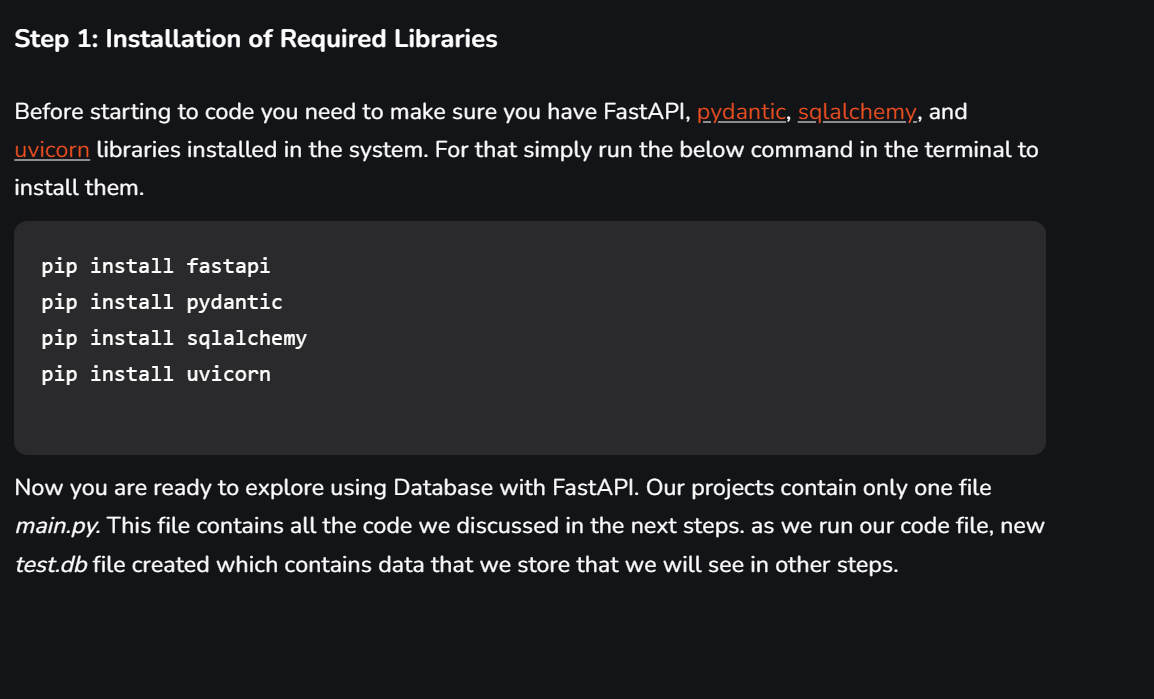 Step 1: Installation of Required Libraries
Before starting to code you need to make sure you have FastAPI, pydantic, sqlalchemy, and
uvicorn libraries installed in the system. For that simply run the below command in the terminal to
install them.
pip install fastapi
pip install pydantic
pip install sqlalchemy
pip install uvicorn
Now you are ready to explore using Database with FastAPI. Our projects contain only one file
main.py. This file contains all the code we discussed in the next steps. as we run our code file, new
test.db file created which contains data that we store that we will see in other steps.